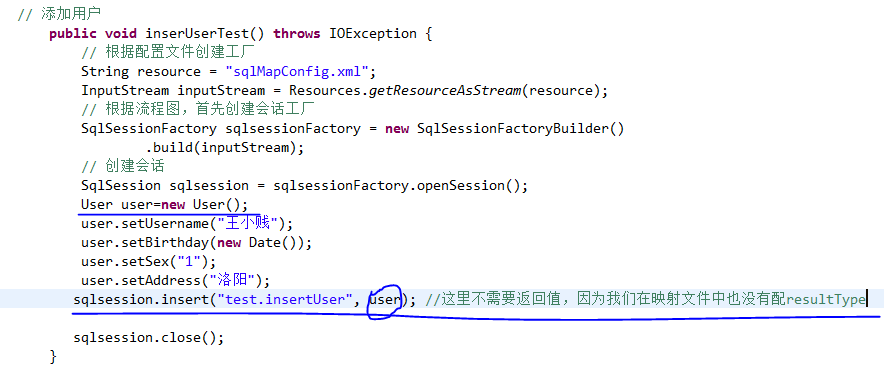 // 添加用户
public void inserUserTest() throws IOException {
// 根据配置文件创建工厂
String resource = "sqlMapConfig.xml";
InputStream inputStream = Resources.getResourceAsStream(resource);
// 根据流程图，首先创建会话工厂
SqlSessionFactory sqlsessionFactory = new SqlSessionFactoryBuilder()
.build(inputStream);
// 创建会话
SqlSession sqlsession = sqlsessionFactory.openSession();
User user=new User();
user.setUsername("王小贱");
user.setBirthday(new Date());
user.setSex("1");
user.setAddress("洛阳");
sqlsession.insert("test.insertUser", user); //这里不需要返回值，因为我们在映射文件中也没有配resultType
sqlsession.close();
}